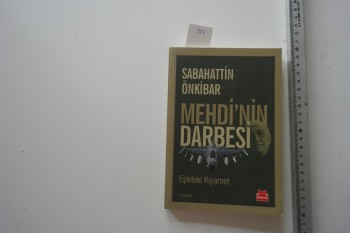 SABAHATTİN
ÖNKİBAR
MEHDİ'NİN
DARBESİ
Eşikteki Kıyamet